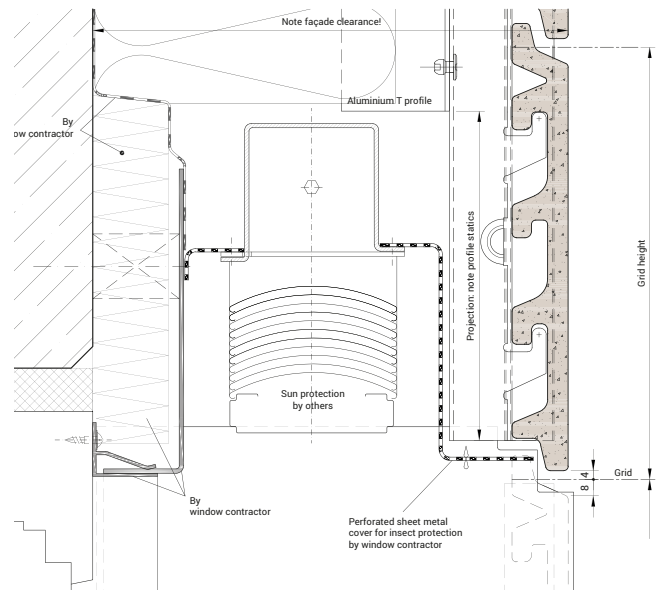 Note façade clearance!
Aluminium T profile
By
ow contractor
Projection: note profile statics
Grid height
Sun protection
by others
Grid
4
8
By
window contractor
Perforated sheet metal
cover for insect protection
by window contractor